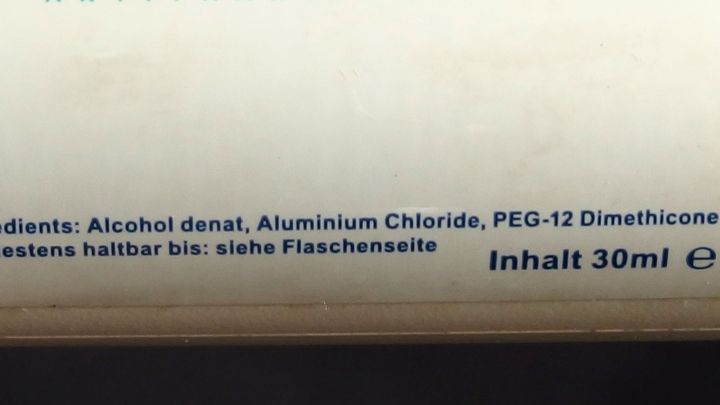 edients: Alcohol denat, Aluminium Chloride, PEG-12 Dimethicone
estens haltbar bis: siehe Flaschenseite
Inhalt 30ml ℮